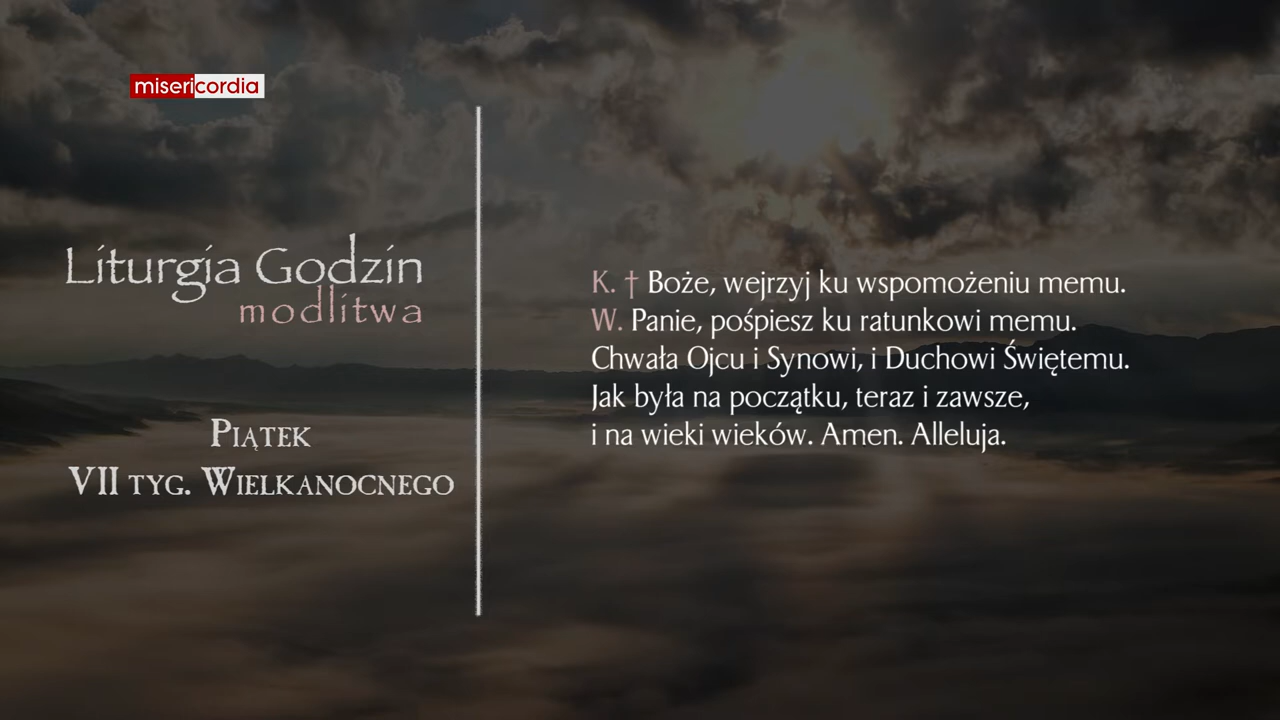 misericordia
Liturgia Godzin
modlitwa
Piątek
VII tyg. Wielkanocnego
K. † Boże, wejrzyj ku wspomożeniu memu.
W. Panie, pośpiesz ku ratunkowi memu.
Chwała Ojcu i Synowi, i Duchowi Świętemu.
Jak była na początku, teraz i zawsze,
i na wieki wieków. Amen. Alleluja.